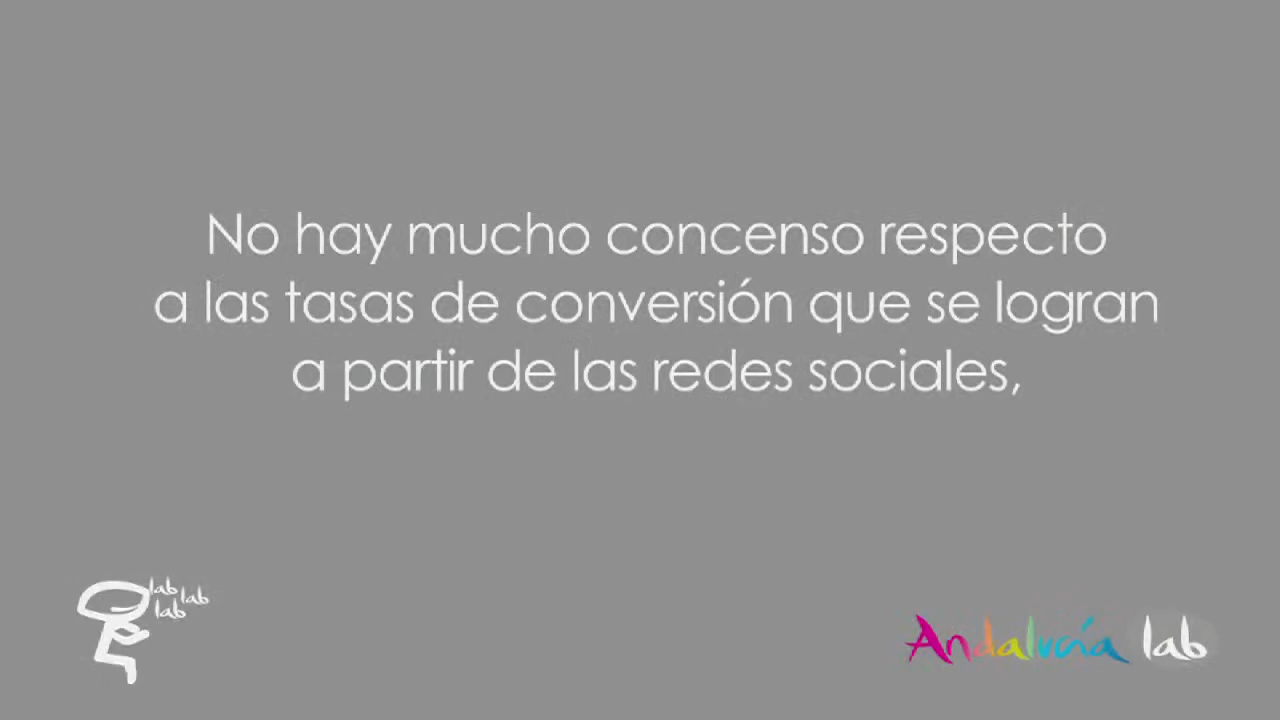 No hay mucho concenso respecto
a las tasas de conversión que se logran
a partir de las redes sociales,
lab
lab
lab
Andalucía lab